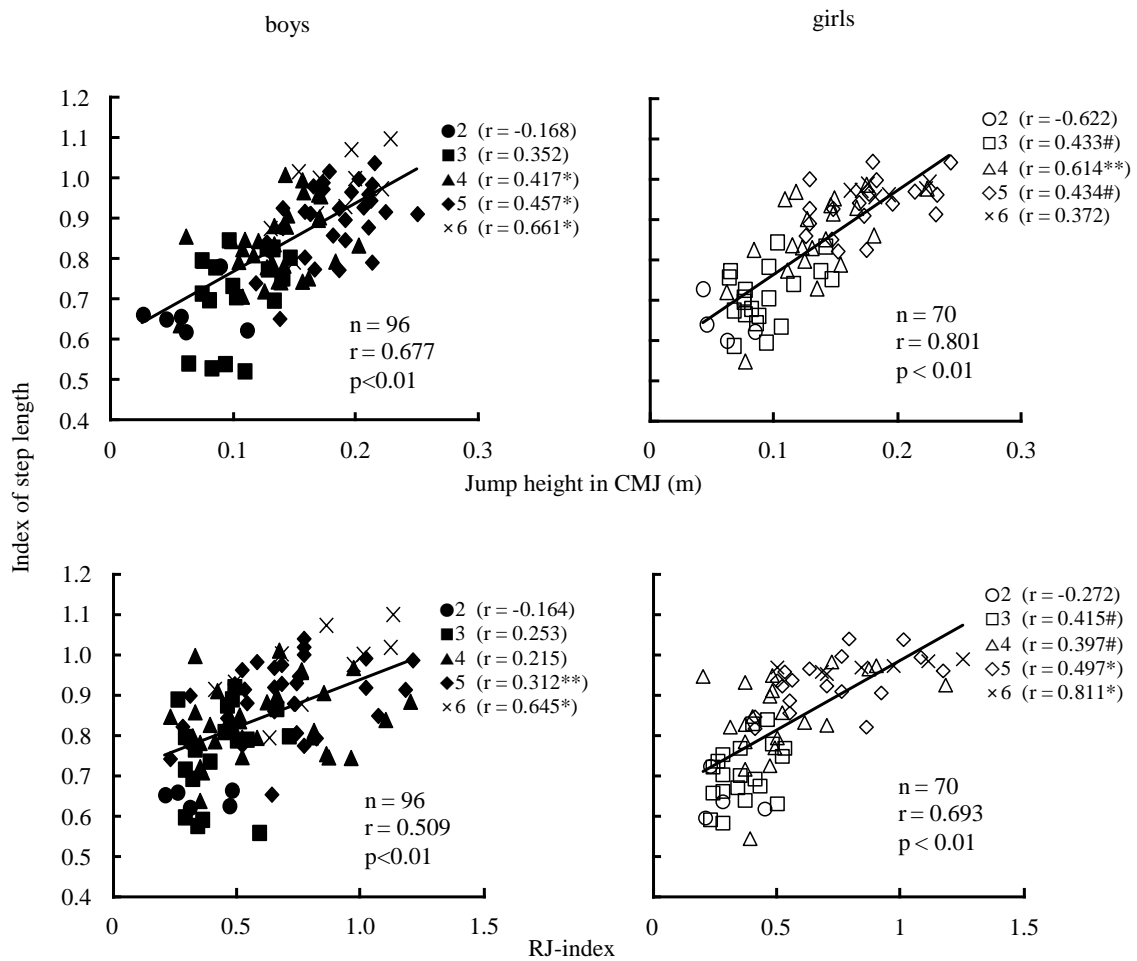 boys
girls
1.2
1.1
1.0
0.9
0.8
0.7
0.6
0.5
0.4
2 (r = -0.168)
3 (r = 0.352)
4 (r = 0.417*)
5 (r = 0.457*)
×6 (r = 0.661*)
n = 96
r = 0.677
p<0.01
0
0.1
0.2
0.3
2 (r = -0.622)
3 (r = 0.433#)
4 (r = 0.614**)
5 (r = 0.434#)
×6 (r = 0.372)
n = 70
r = 0.801
p < 0.01
0
0.1
0.2
0.3
Jump height in CMJ (m)
Index of step length
1.2
1.1
1.0
0.9
0.8
0.7
0.6
0.5
0.4
2 (r = -0.164)
3 (r = 0.253)
4 (r = 0.215)
5 (r = 0.312**)
×6 (r = 0.645*)
n = 96
r = 0.509
p<0.01
0
0.5
1.0
1.5
2 (r = -0.272)
3 (r = 0.415#)
4 (r = 0.397#)
5 (r = 0.497*)
×6 (r = 0.811*)
n = 70
r = 0.693
p < 0.01
0
0.5
1
1.5
RJ-index